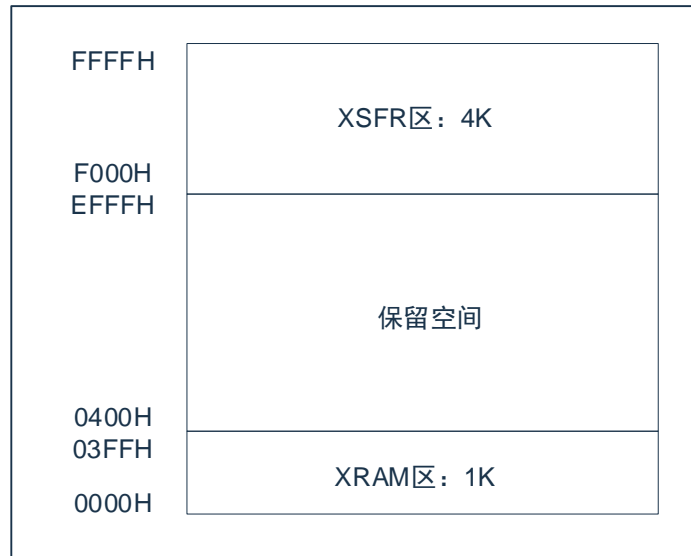 FFFFH
XSFR区：4K
F000H
EFFFH
保留空间
0400H
03FFH
XRAM区：1K
0000H